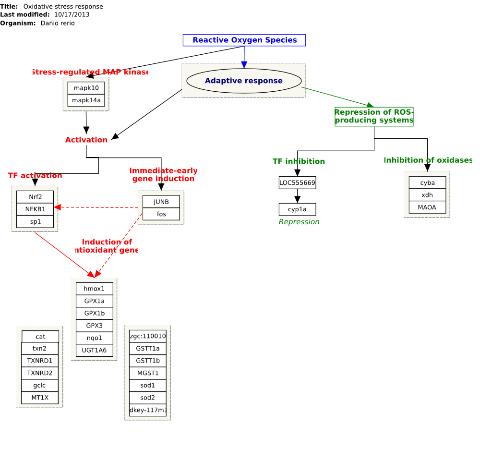 Title: Oxidative stress response
Last modified: 10/17/2013
Organism: Danio rerio
Reactive Oxygen Species
Stress-regulated MAP kinase
mapk10
mapk14a
Adaptive response
Repression of ROS-
producing systems
Activation
TF inhibition
Inhibition of oxidases
TF activation
Immediate-early
gene induction
LOC555669
cyp1a
Repression
cyba
xdh
MAOA
Nrf2
NFKB1
sp1
JUNB
fos
Induction of
ntioxidant gene
hmox1
GPX1a
GPX1b
GPX3
nqo1
UGT1A6
cat
txn2
TXNRD1
TXNRD2
gclc
MT1X
zgc:110010
GSTT1a
GSTT1b
MGST1
sod1
sod2
dkey-117m